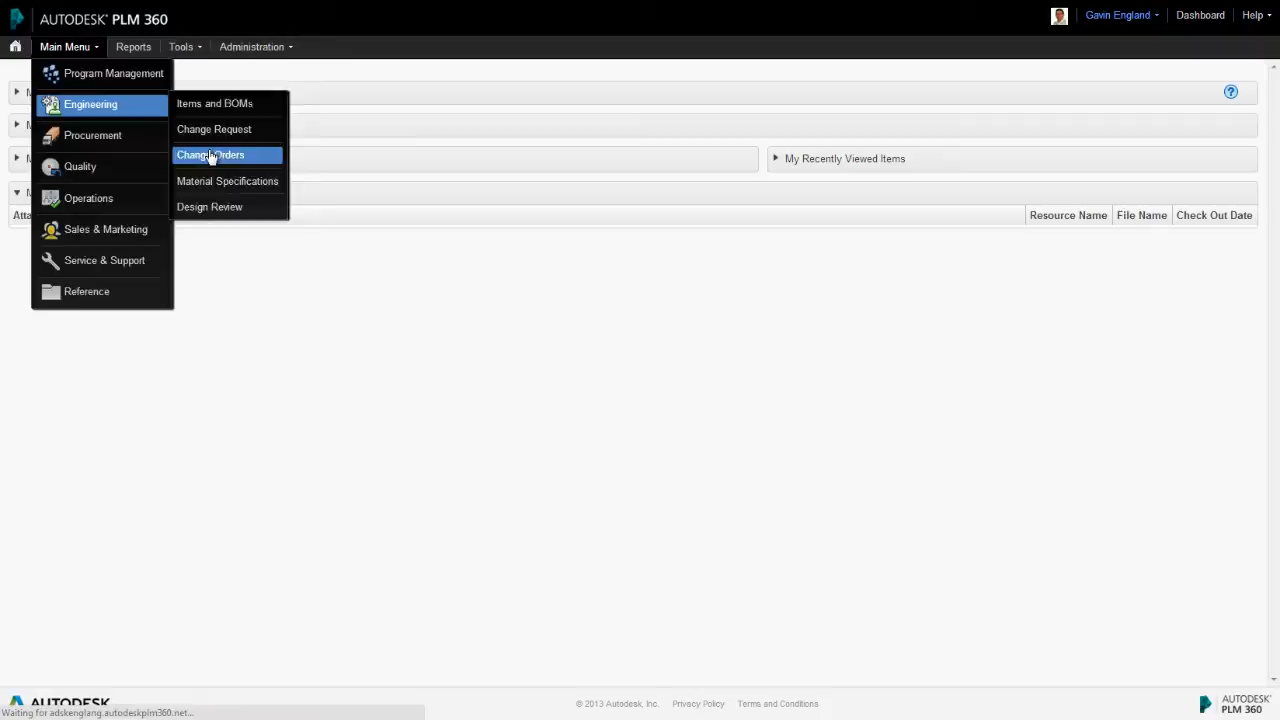 AUTODESK® PLM 360
Gavin England
Dashboard
Help
Main Menu
Reports
Tools
Administration
Program Management
Engineering
Procurement
Quality
Operations
Sales & Marketing
Service & Support
Reference
Items and BOMs
Change Request
Change Orders
Material Specifications
Design Review
My Recently Viewed Items
Resource Name
File Name
Check Out Date
AUTODESK
Waiting for adskenglang.autodeskplm360.net...
© 2013 Autodesk, Inc.
Privacy Policy
Terms and Conditions
AUTODESK®
PLM 360